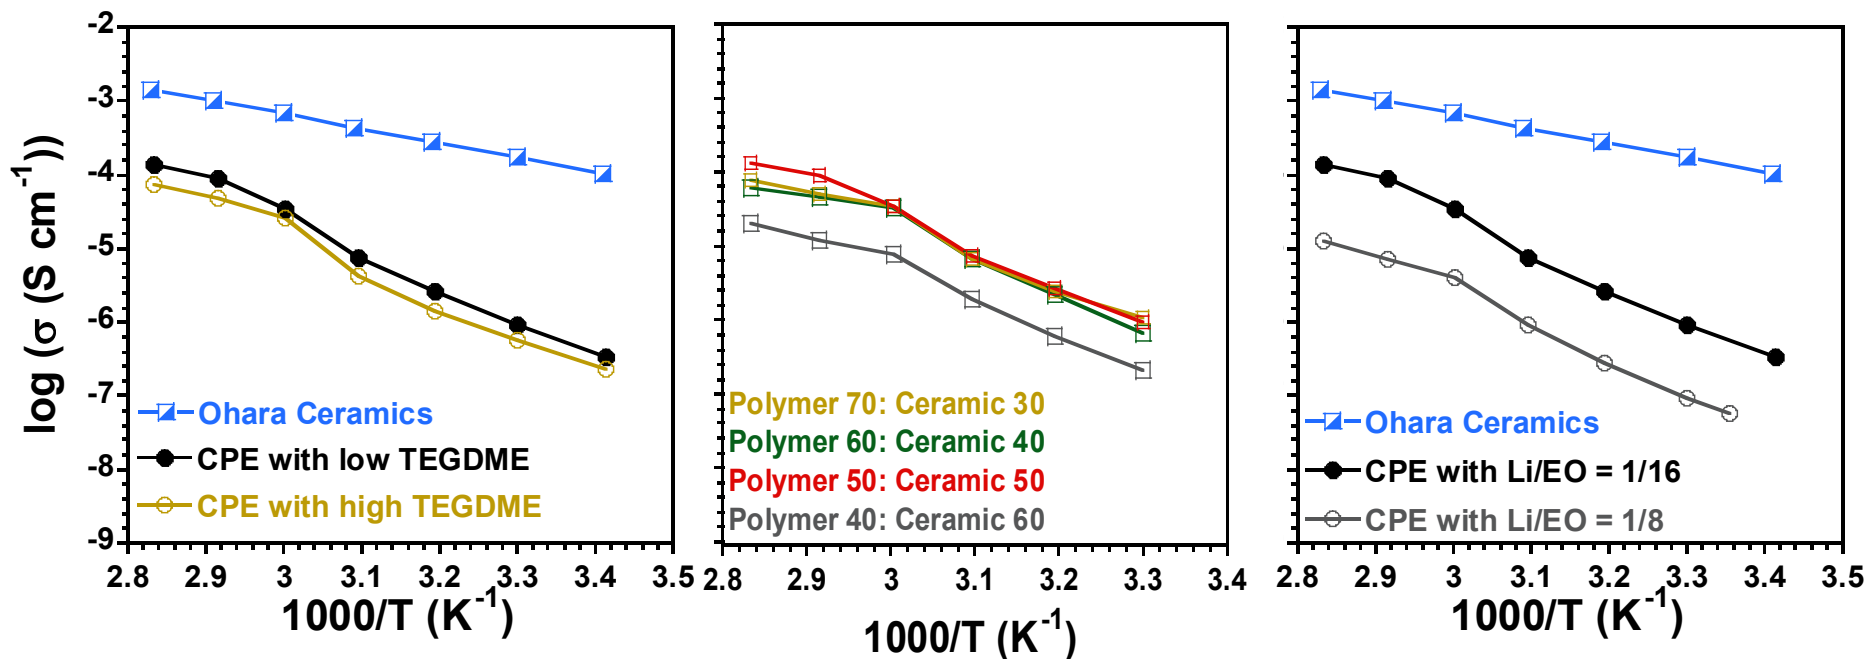 log (σ (S cm⁻¹))
-2
-3
-4
-5
-6
-7
-8
-9
Ohara Ceramics
CPE with low TEGDME
CPE with high TEGDME
2.8 2.9 3 3.1 3.2 3.3 3.4 3.5
1000/T (K⁻¹)
Polymer 70: Ceramic 30
Polymer 60: Ceramic 40
Polymer 50: Ceramic 50
Polymer 40: Ceramic 60
2.8 2.9 3 3.1 3.2 3.3 3.4
1000/T (K⁻¹)
Ohara Ceramics
CPE with Li/EO = 1/16
CPE with Li/EO = 1/8
2.8 2.9 3 3.1 3.2 3.3 3.4 3.5
1000/T (K⁻¹)